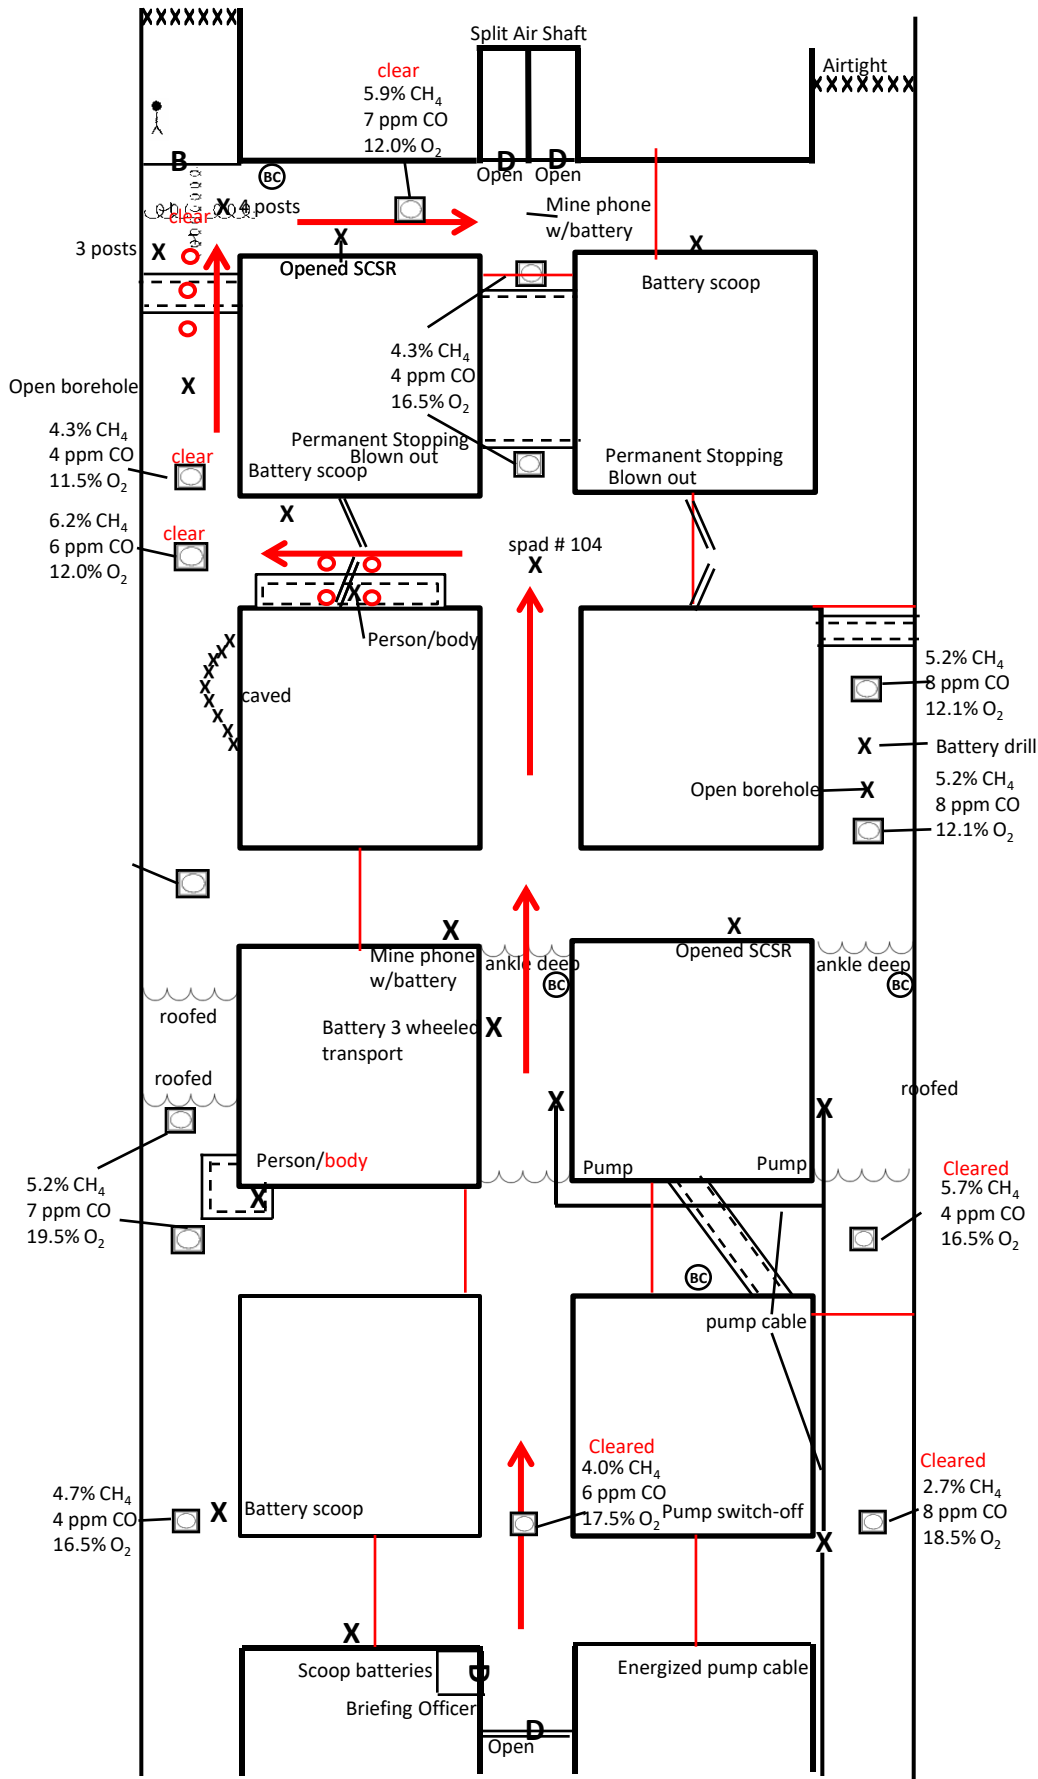 Split Air Shaft
clear
5.9% CH₄
7 ppm CO
12.0% O₂
Airtight
XXXXXXX
XXXXXXX
B
BC
D
D
Open
Open
X
4 posts
clear
Mine phone
w/battery
3 posts
X
X
Opened SCSR
X
Battery scoop
4.3% CH₄
4 ppm CO
16.5% O₂
Open borehole
X
4.3% CH₄
4 ppm CO
11.5% O₂
clear
Permanent Stopping
Blown out
Battery scoop
Permanent Stopping
Blown out
X
6.2% CH₄
6 ppm CO
12.0% O₂
clear
spad # 104
X
X
Person/body
caved
5.2% CH₄
8 ppm CO
12.1% O₂
X
Battery drill
Open borehole
X
5.2% CH₄
8 ppm CO
12.1% O₂
X
Mine phone
w/battery
ankle deep
BC
X
Opened SCSR
ankle deep
BC
roofed
Battery 3 wheeled
transport
X
roofed
roofed
X
X
Person/body
X
Pump
Pump
5.2% CH₄
7 ppm CO
19.5% O₂
Cleared
5.7% CH₄
4 ppm CO
16.5% O₂
BC
pump cable
Cleared
4.0% CH₄
6 ppm CO
17.5% O₂
Pump switch-off
Cleared
2.7% CH₄
8 ppm CO
18.5% O₂
4.7% CH₄
4 ppm CO
16.5% O₂
X
Battery scoop
X
X
Scoop batteries
D
Briefing Officer
Energized pump cable
D
Open